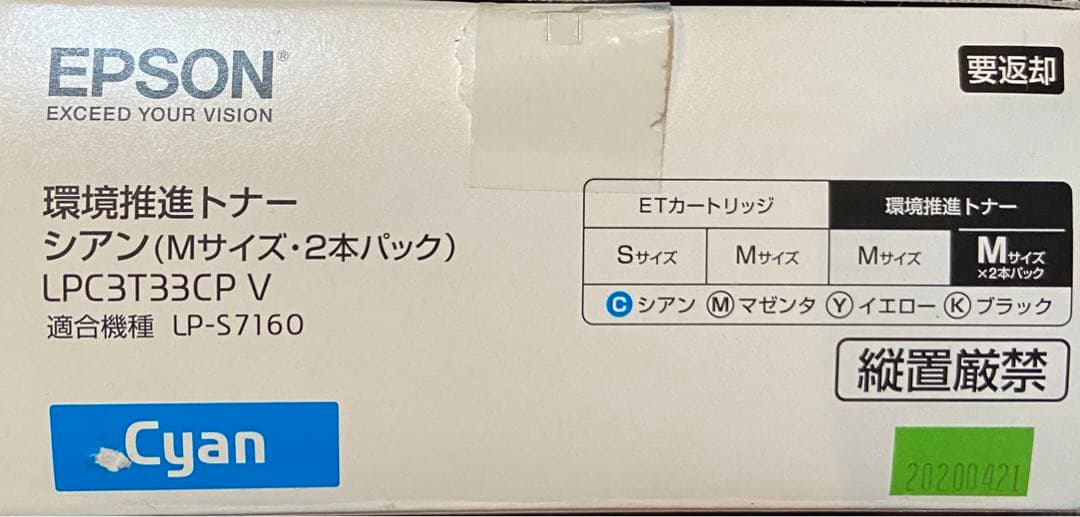 EPSON®
EXCEED YOUR VISION
要返却
環境推進トナー
シアン(Mサイズ・2本パック)
LPC3T33CP V
適合機種 LP-S7160
ETカートリッジ 環境推進トナー
Sサイズ Mサイズ Mサイズ Mサイズ
×2本パック
C シアン M マゼンタ Y イエロー K ブラック
縦置厳禁
Cyan
20200421